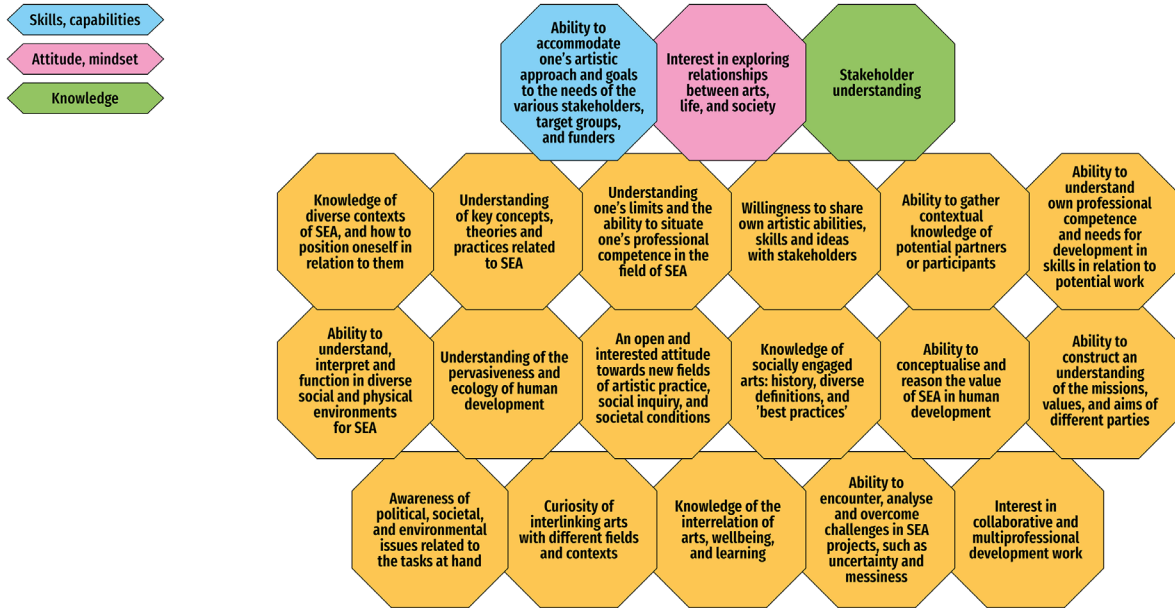 Skills, capabilities
Attitude, mindset
Knowledge
Ability to
accommodate
one's artistic
approach and goals
to the needs of the
various stakeholders,
target groups,
and funders
Interest in exploring
relationships
between arts,
life, and society
Stakeholder
understanding
Knowledge of
diverse contexts
of SEA, and how to
position oneself in
relation to them
Understanding
of key concepts,
theories and
practices related
to SEA
Understanding
one's limits and the
ability to situate
one's professional
competence in the
field of SEA
Willingness to share
own artistic abilities,
skills and ideas
with stakeholders
Ability to gather
contextual
knowledge of
potential partners
or participants
Ability to
understand
own professional
competence
and needs for
development in
skills in relation to
potential work
Ability to
understand,
interpret and
function in diverse
social and physical
environments
for SEA
Understanding of the
pervasiveness and
ecology of human
development
An open and
interested attitude
towards new fields
of artistic practice,
social inquiry, and
societal conditions
Knowledge of
socially engaged
arts: history, diverse
definitions, and
'best practices'
Ability to
conceptualise and
reason the value
of SEA in human
development
Ability to
construct an
understanding
of the missions,
values, and aims of
different parties
Awareness of
political, societal,
and environmental
issues related to
the tasks at hand
Curiosity of
interlinking arts
with different fields
and contexts
Knowledge of the
interrelation of
arts, wellbeing,
and learning
Ability to
encounter, analyse
and overcome
challenges in SEA
projects, such as
uncertainty and
messiness
Interest in
collaborative and
multiprofessional
development work